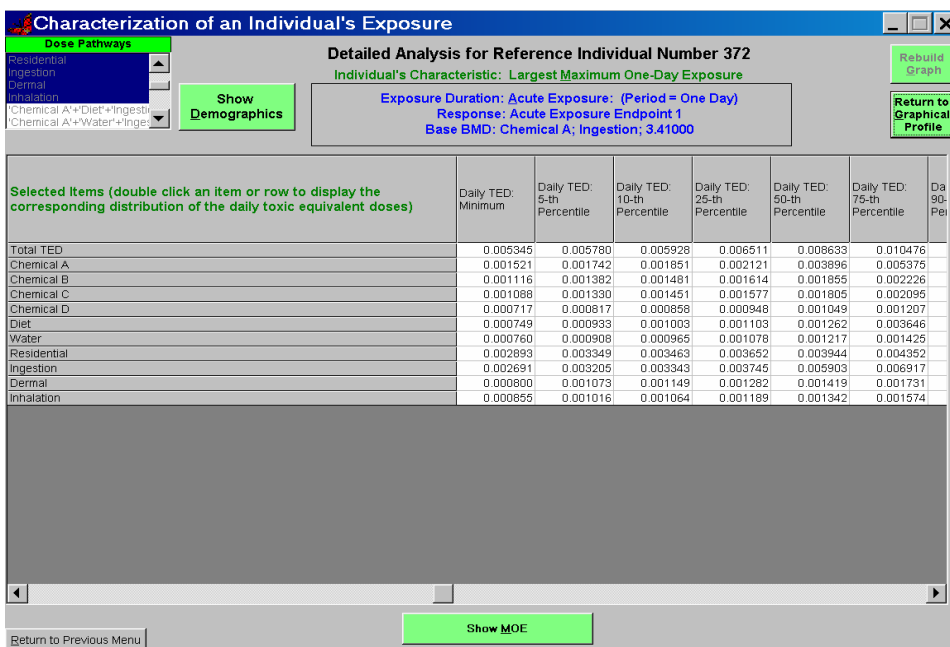 Characterization of an Individual's Exposure
Dose Pathways
Residential
Ingestion
Dermal
Inhalation
'Chemical A'+'Diet'+'Ingesti
'Chemical A'+'Water'+'Inges
Show
Demographics
Detailed Analysis for Reference Individual Number 372
Individual's Characteristic: Largest Maximum One-Day Exposure
Exposure Duration: Acute Exposure: (Period = One Day)
Response: Acute Exposure Endpoint 1
Base BMD: Chemical A; Ingestion; 3.41000
Rebuild
Graph
Return to
Graphical
Profile
Selected Items (double click an item or row to display the
corresponding distribution of the daily toxic equivalent doses)
Daily TED:
Minimum
Daily TED:
5-th
Percentile
Daily TED:
10-th
Percentile
Daily TED:
25-th
Percentile
Daily TED:
50-th
Percentile
Daily TED:
75-th
Percentile
Da
90-
Per
Total TED 0.005345 0.005780 0.005928 0.006511 0.008633 0.010476
Chemical A 0.001521 0.001742 0.001851 0.002121 0.003896 0.005375
Chemical B 0.001116 0.001382 0.001481 0.001614 0.001855 0.002226
Chemical C 0.001088 0.001330 0.001451 0.001577 0.001805 0.002095
Chemical D 0.000717 0.000817 0.000858 0.000948 0.001049 0.001207
Diet 0.000749 0.000933 0.001003 0.001103 0.001262 0.003646
Water 0.000760 0.000908 0.000965 0.001078 0.001217 0.001425
Residential 0.002893 0.003349 0.003463 0.003652 0.003944 0.004352
Ingestion 0.002691 0.003205 0.003343 0.003745 0.005903 0.006917
Dermal 0.000800 0.001073 0.001149 0.001282 0.001419 0.001731
Inhalation 0.000855 0.001016 0.001064 0.001189 0.001342 0.001574
Show MOE
Return to Previous Menu